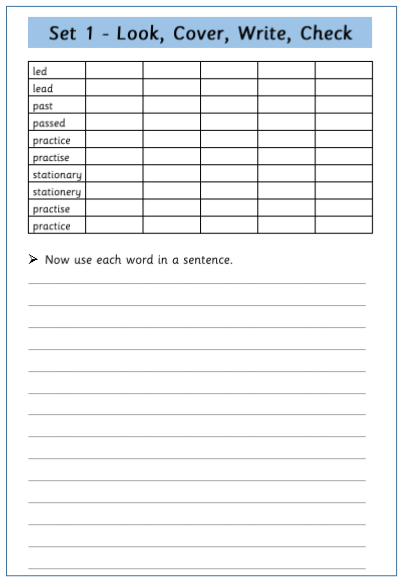 Set 1 - Look, Cover, Write, Check
led
lead
past
passed
practice
practise
stationary
stationery
practise
practice
➢ Now use each word in a sentence.